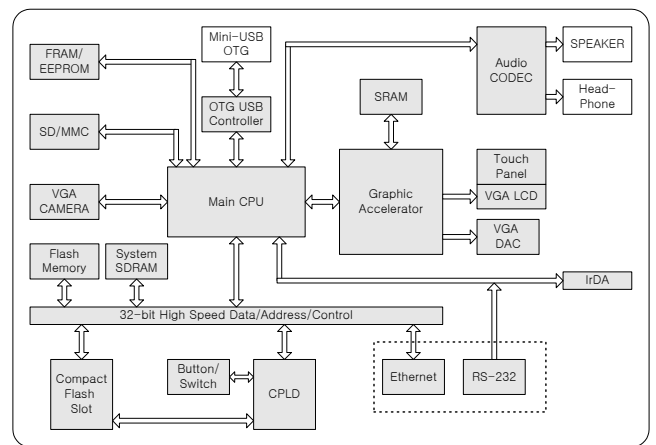 FRAM/
EEPROM
Mini-USB
OTG
Audio
CODEC
SPEAKER
Head-
Phone
OTG USB
Controller
SRAM
SD/MMC
VGA
CAMERA
Main CPU
Graphic
Accelerator
Touch
Panel
VGA LCD
VGA
DAC
Flash
Memory
System
SDRAM
IrDA
32-bit High Speed Data/Address/Control
Compact
Flash
Slot
Button/
Switch
CPLD
Ethernet
RS-232